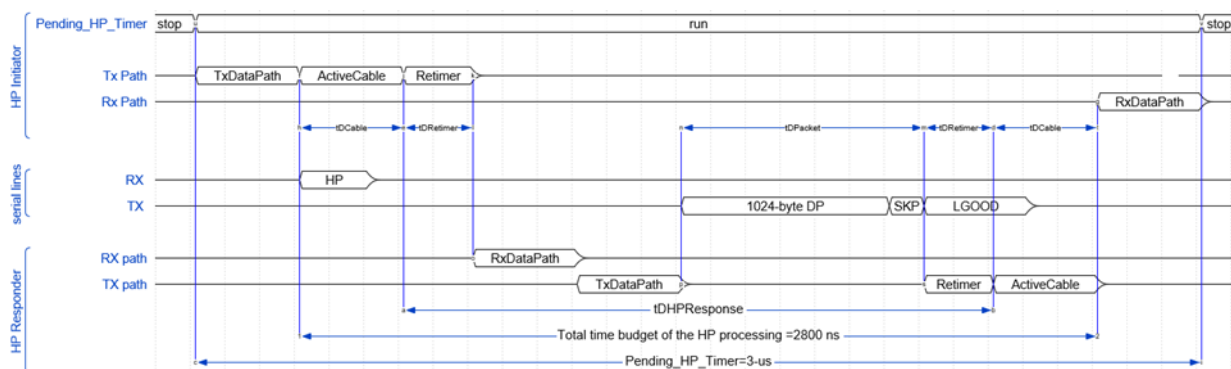 Pending_HP_Timer stop run stop
HP Initiator
Tx Path TxDataPath ActiveCable Retimer
Rx Path RxDataPath
tDCable tDRetimer tDPacket tDRetimer tDCable
serial lines
RX HP
TX 1024-byte DP SKP LGOOD
HP Responder
RX path RxDataPath
TX path TxDataPath Retimer ActiveCable
tDHPResponse
Total time budget of the HP processing =2800 ns
Pending_HP_Timer=3-us